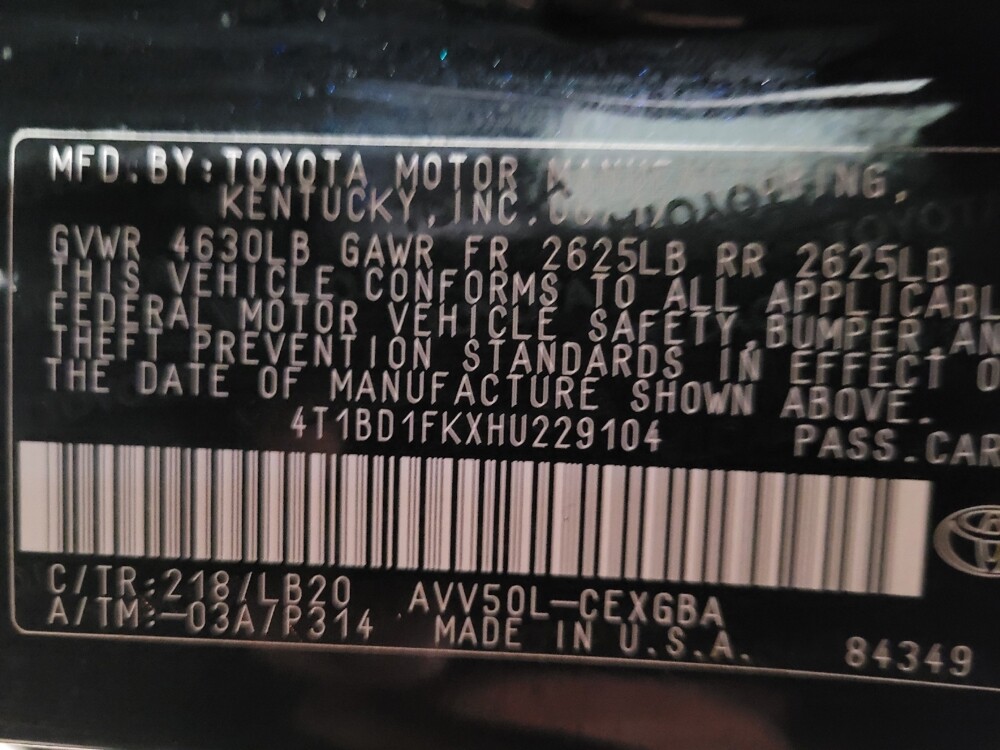 MFD.BY:TOYOTA MOTOR
KENTUCKY,INC.
GVWR 4630LB GAWR FR 2625LB RR 2625LB
THIS VEHICLE CONFORMS TO ALL APPLICABL
FEDERAL MOTOR VEHICLE SAFETY,BUMPER AN
THEFT PREVENTION STANDARDS IN EFFECT O
THE DATE OF MANUFACTURE SHOWN ABOVE.
4T1BD1FKXHU229104 PASS.CAR
C/TR:218/LB20 AVV50L-CEXGBA
A/TM:-03A/P314 MADE IN U.S.A. 84349